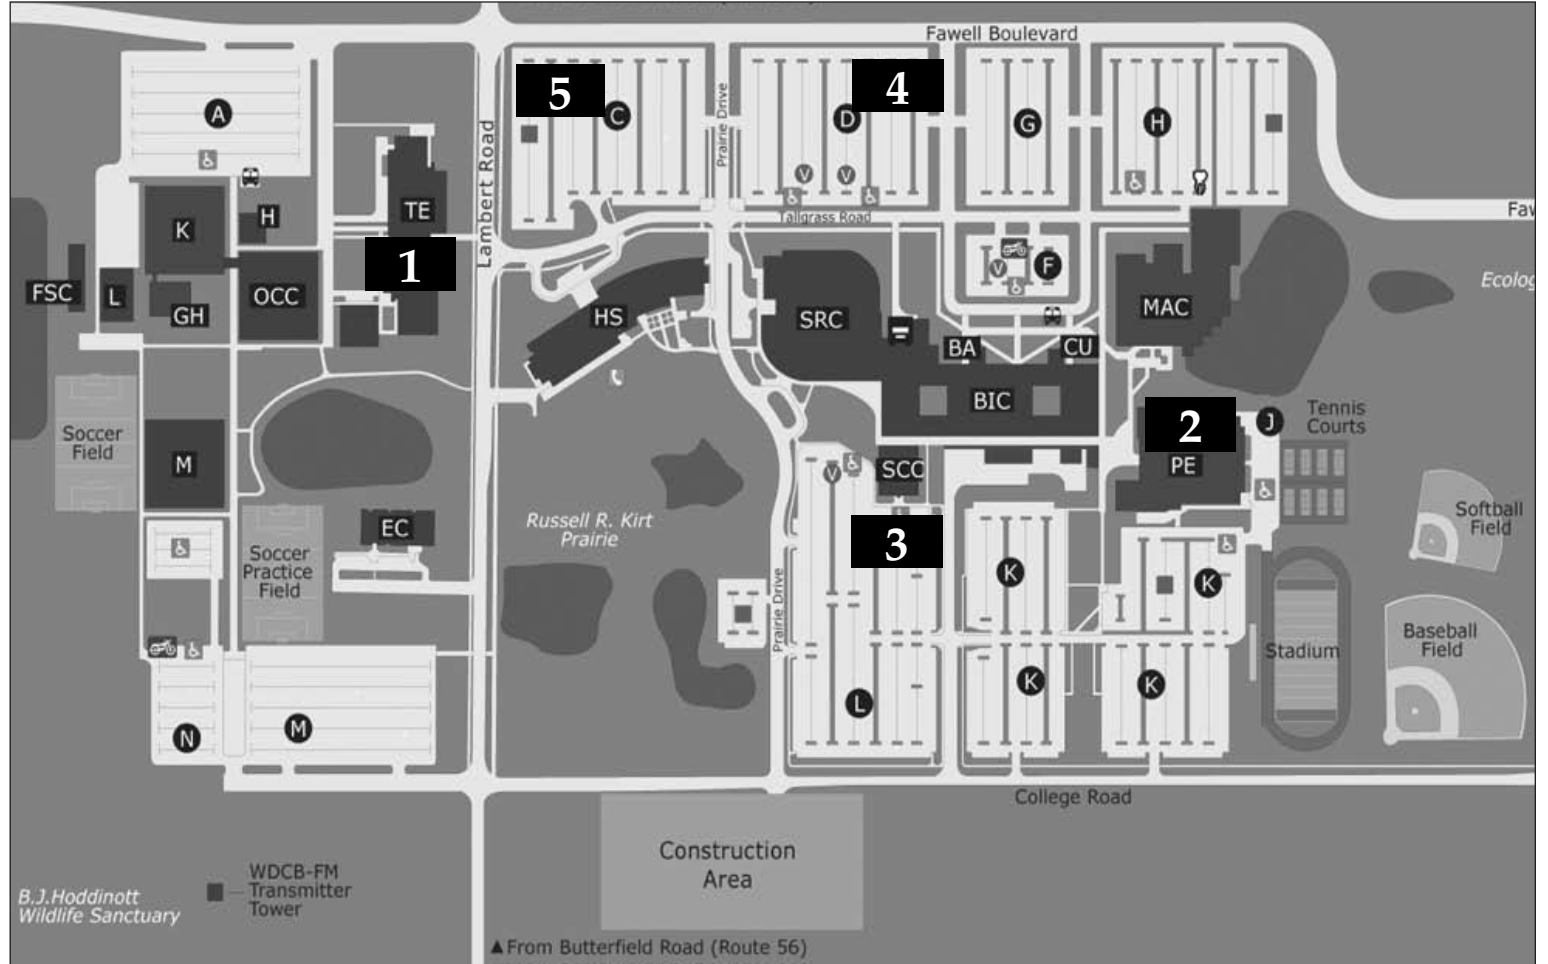 Fawell Boulevard
5
4
C
D
G
H
A
Prairie Drive
Lambert Road
V
V
H
TE
K
Tallgrass Road
Faw
1
FSC
L
OCC
GH
HS
SRC
V
F
MAC
Ecolog
BA
CU
BIC
2
PE
J
Tennis
Courts
Soccer
Field
M
V
SCC
Softball
Field
EC
Russell R. Kirt
Prairie
3
Soccer
Practice
Field
K
K
Prairie Drive
Stadium
Baseball
Field
K
K
L
N
M
College Road
Construction
Area
WDCB-FM
Transmitter
Tower
B.J.Hoddinott
Wildlife Sanctuary
▲From Butterfield Road (Route 56)